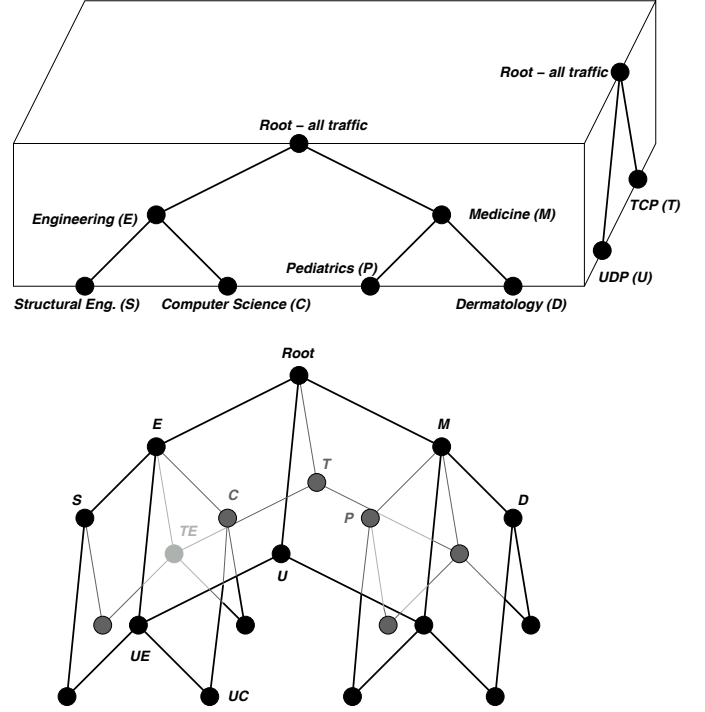 Root – all traffic
Root – all traffic
Engineering (E)
Medicine (M)
TCP (T)
Pediatrics (P)
UDP (U)
Structural Eng. (S)
Computer Science (C)
Dermatology (D)
Root
E
M
T
S
C
P
D
TE
U
UE
UC